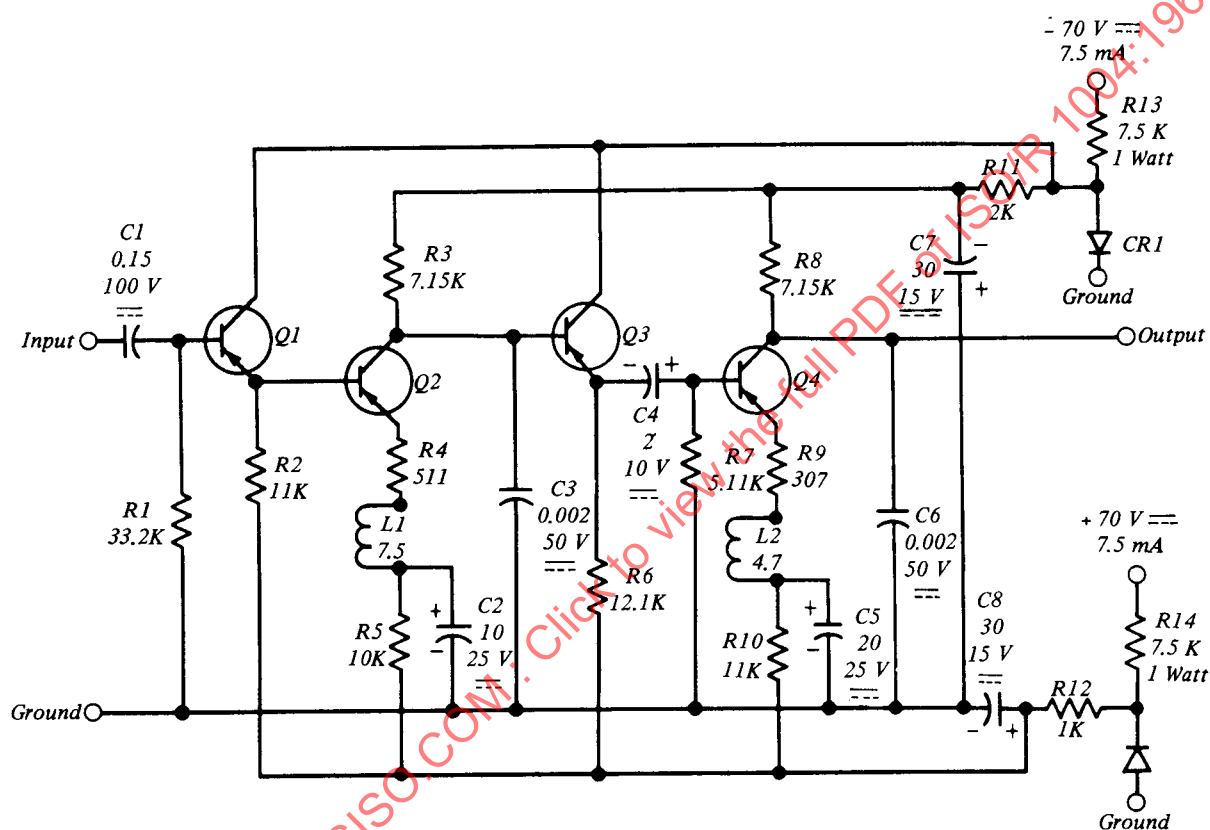 - 70 V
7.5 mA
R13
7.5 K
1 Watt
R11
2K
CR1
Ground
C1
0.15
100 V
R3
7.15K
R8
7.15K
C7
30
15 V
-
+
Input
Q1
Q2
Q3
- +
Q4
Output
C4
2
10 V
R2
11K
R4
511
R1
33.2K
L1
7.5
C3
0.002
50 V
R7
5.11K
R9
307
L2
4.7
C6
0.002
50 V
+ 70 V
7.5 mA
R6
12.1K
R5
10K
+
-
C2
10
25 V
R10
11K
+
-
C5
20
25 V
C8
30
15 V
- +
R14
7.5 K
1 Watt
R12
1K
Ground
Ground
SISO.COM : Click to view the full PDF of ISO/R 1004:196